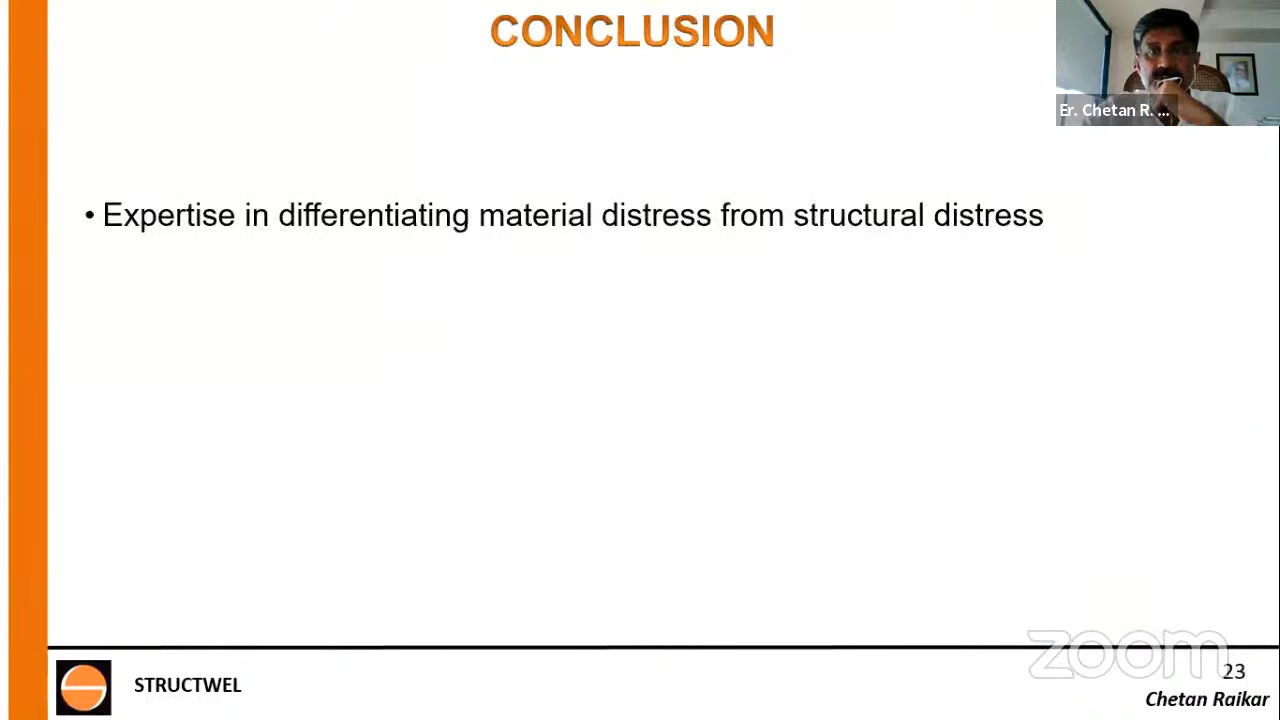 CONCLUSION
Er. Chetan R. ...
• Expertise in differentiating material distress from structural distress
zoom
23
STRUCTWEL
Chetan Raikar